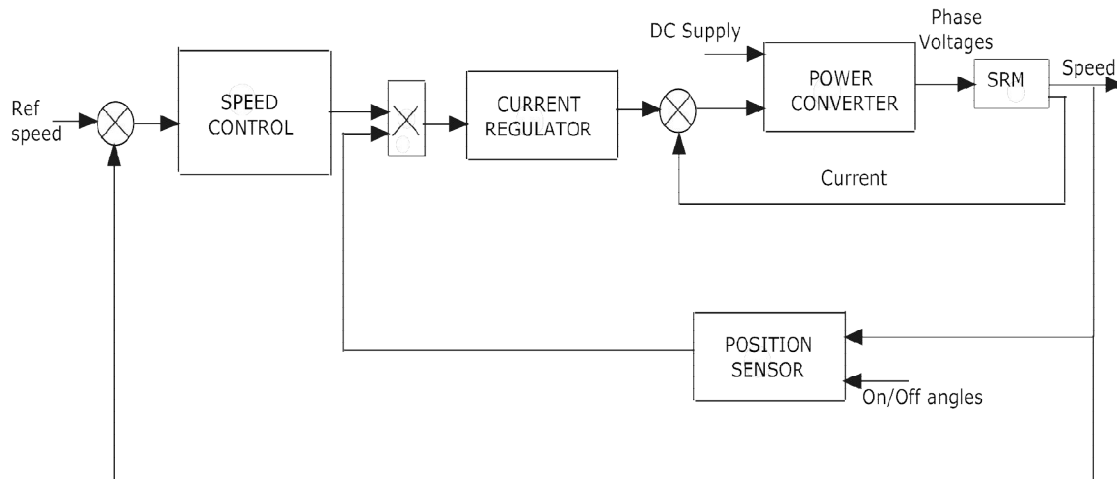 DC Supply
Phase
Voltages
Speed
SRM
POWER
CONVERTER
CURRENT
REGULATOR
SPEED
CONTROL
Ref
speed
Current
POSITION
SENSOR
On/Off angles